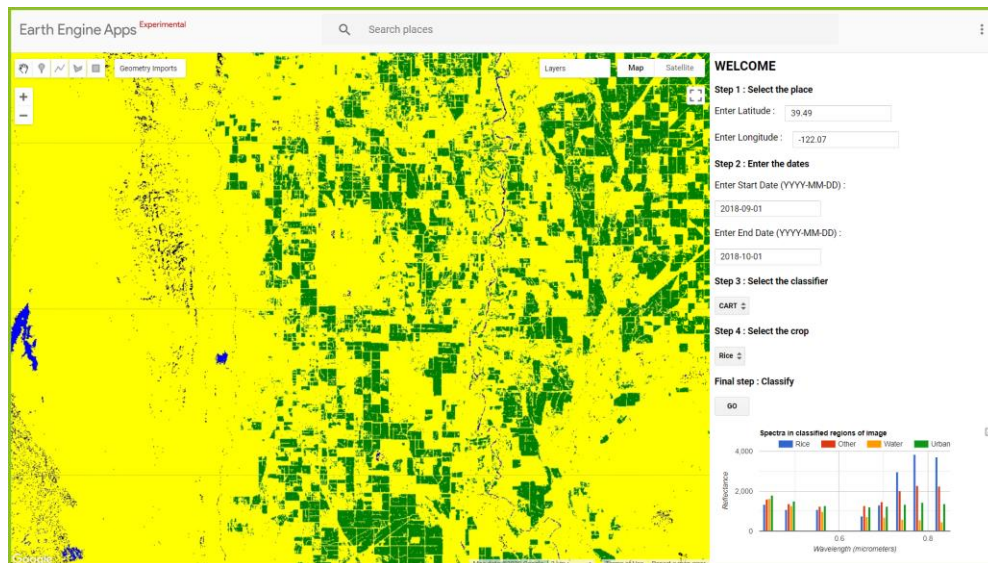 Earth Engine Apps Experimental
Search places
Geometry Imports
Layers
Map
Satellite
+
−
WELCOME
Step 1 : Select the place
Enter Latitude :
39.49
Enter Longitude :
-122.07
Step 2 : Enter the dates
Enter Start Date (YYYY-MM-DD) :
2018-09-01
Enter End Date (YYYY-MM-DD) :
2018-10-01
Step 3 : Select the classifier
CART
Step 4 : Select the crop
Rice
Final step : Classify
GO
Spectra in classified regions of image
Rice
Other
Water
Urban
4,000
2,000
0
Reflectance
0.6
0.8
Wavelength (micrometers)
Google